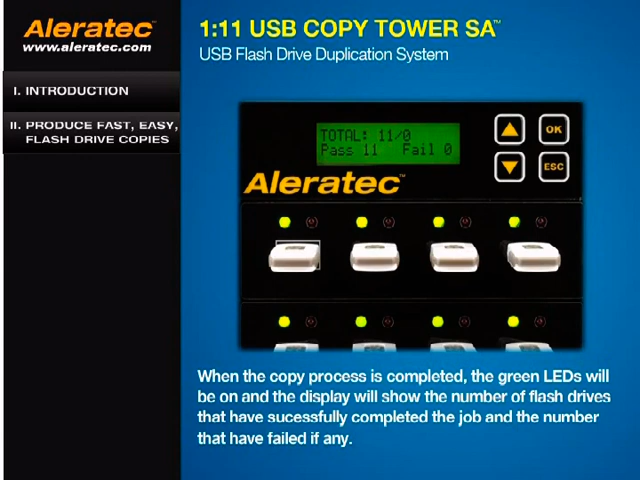 Aleratec™
www.aleratec.com
1:11 USB COPY TOWER SA™
USB Flash Drive Duplication System
I. INTRODUCTION
II. PRODUCE FAST, EASY,
FLASH DRIVE COPIES
TOTAL: 11/0
Pass 11 Fail 0
OK
ESC
Aleratec™
When the copy process is completed, the green LEDs will
be on and the display will show the number of flash drives
that have sucessfully completed the job and the number
that have failed if any.